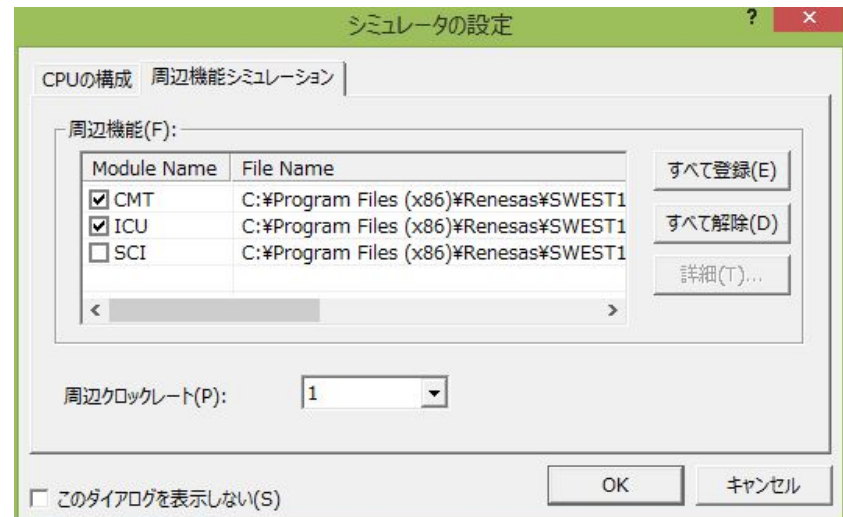 シミュレータの設定
? ×
CPUの構成 周辺機能シミュレーション
周辺機能(F):
Module Name File Name
CMT C:¥Program Files (x86)¥Renesas¥SWEST1
ICU C:¥Program Files (x86)¥Renesas¥SWEST1
SCI C:¥Program Files (x86)¥Renesas¥SWEST1
すべて登録(E)
すべて解除(D)
詳細(T)...
周辺クロックレート(P): 1
このダイアログを表示しない(S)
OK キャンセル